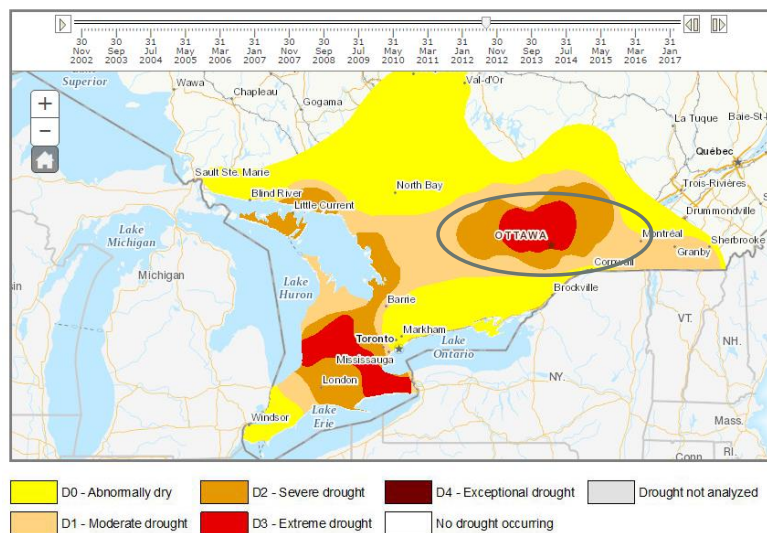 30 Nov 2002
30 Sep 2003
31 Jul 2004
31 May 2005
31 Mar 2006
31 Jan 2007
30 Nov 2007
30 Sep 2008
31 Jul 2009
31 May 2010
31 Mar 2011
31 Jan 2012
30 Nov 2012
30 Sep 2013
31 Jul 2014
31 May 2015
31 Mar 2016
31 Jan 2017
Superior
Wawa
Chapleau
Gogama
Val-d'Or
La Tuque
Baie-St-
Québec
+
−
Sault Ste. Marie
Blind River
Little Current
North Bay
Trois-Rivières
Drummondville
OTTAWA
Montréal
Sherbrooke
Granby
Cornwall
Brockville
Lake
Michigan
Michigan
Lake
Huron
Barrie
Markham
Toronto
Mississauga
Lake
Ontario
London
Windsor
Lake
Erie
VT.
NH.
NY.
Mass.
Conn
RI.
D0 - Abnormally dry
D2 - Severe drought
D4 - Exceptional drought
Drought not analyzed
D1 - Moderate drought
D3 - Extreme drought
No drought occurring